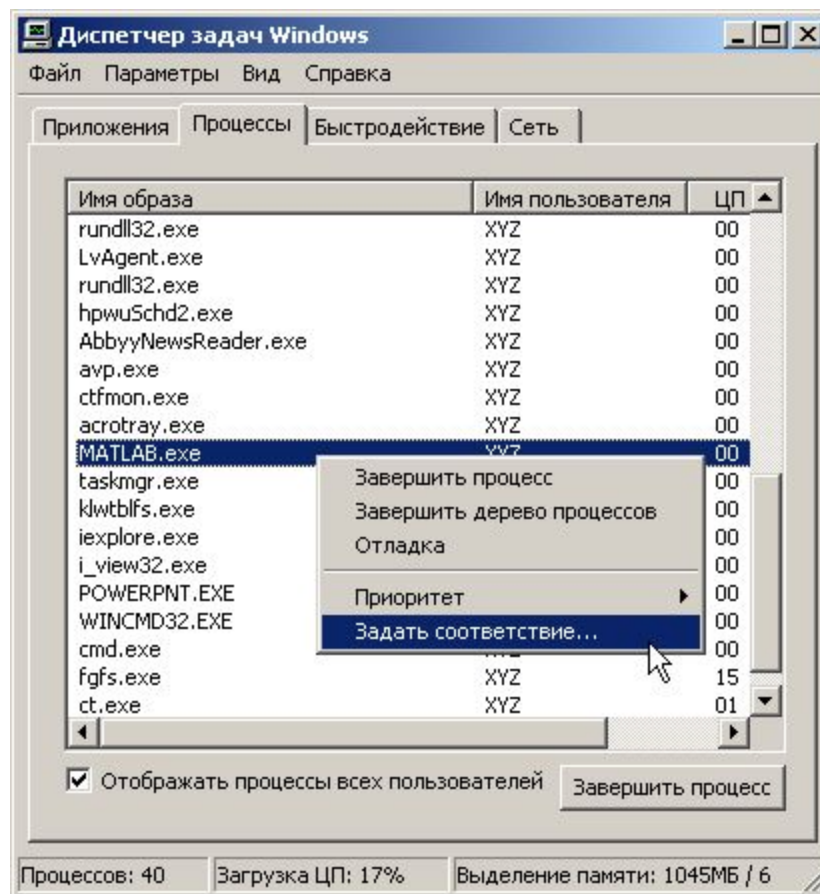 Диспетчер задач Windows
Файл Параметры Вид Справка
Приложения Процессы Быстродействие Сеть
Имя образа Имя пользователя ЦП
rundll32.exe XYZ 00
LvAgent.exe XYZ 00
rundll32.exe XYZ 00
hpwuSchd2.exe XYZ 00
AbbyyNewsReader.exe XYZ 00
avp.exe XYZ 00
ctfmon.exe XYZ 00
acrotray.exe XYZ 00
MATLAB.exe XYZ 00
taskmgr.exe 00
klwtblfs.exe 00
iexplore.exe 00
i_view32.exe 00
POWERPNT.EXE 00
WINCMD32.EXE 00
cmd.exe 00
fgfs.exe XYZ 15
ct.exe XYZ 01
Завершить процесс
Завершить дерево процессов
Отладка
Приоритет
Задать соответствие...
Отображать процессы всех пользователей
Завершить процесс
Процессов: 40 Загрузка ЦП: 17% Выделение памяти: 1045МБ / 6